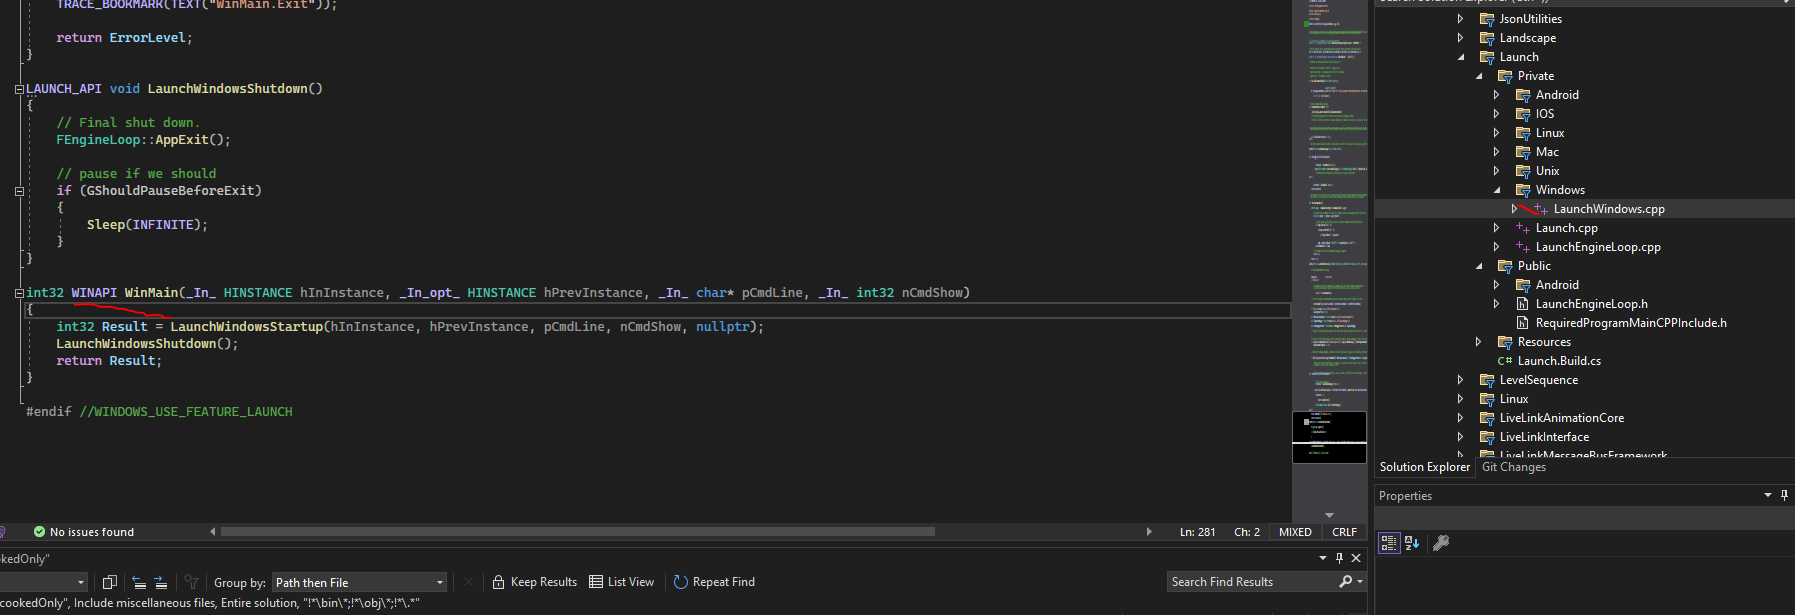 TRACE_BOOKMARK(TEXT("WinMain.Exit"));
return ErrorLevel;
}
LAUNCH_API void LaunchWindowsShutdown()
{
// Final shut down.
FEngineLoop::AppExit();
// pause if we should
if (GShouldPauseBeforeExit)
{
Sleep(INFINITE);
}
}
int32 WINAPI WinMain(_In_ HINSTANCE hInInstance, _In_opt_ HINSTANCE hPrevInstance, _In_ char* pCmdLine, _In_ int32 nCmdShow)
{
int32 Result = LaunchWindowsStartup(hInInstance, hPrevInstance, pCmdLine, nCmdShow, nullptr);
LaunchWindowsShutdown();
return Result;
}
#endif //WINDOWS_USE_FEATURE_LAUNCH
No issues found
Ln: 281 Ch: 2 MIXED CRLF
okedOnly"
Group by: Path then File Keep Results List View Repeat Find Search Find Results
cookedOnly", Include miscellaneous files, Entire solution, "!*\bin\*;!*\obj\*;!*\.*"
JsonUtilities
Landscape
Launch
Private
Android
IOS
Linux
Mac
Unix
Windows
LaunchWindows.cpp
Launch.cpp
LaunchEngineLoop.cpp
Public
Android
LaunchEngineLoop.h
RequiredProgramMainCPPInclude.h
Resources
C# Launch.Build.cs
LevelSequence
Linux
LiveLinkAnimationCore
LiveLinkInterface
LiveLinkMessageBusFramework
Solution Explorer Git Changes
Properties